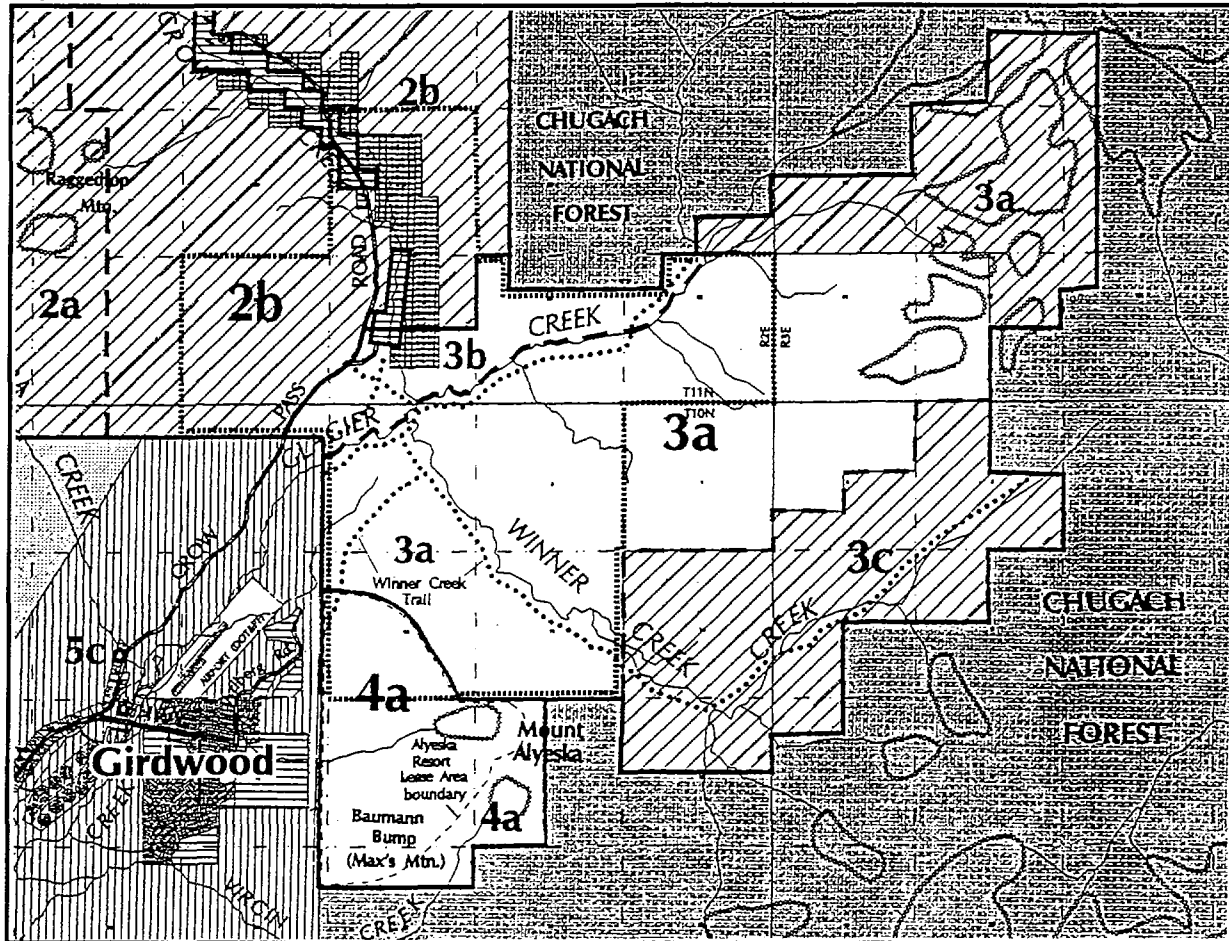 2b
CHUGACH
NATIONAL
FOREST
Raggedtop
Mtn.
3a
2a
2b
ROAD
CREEK
3b
R2E
R3E
T11N
T10N
PASS
3a
CREEK
CROW
WINNER
3a
Winner Creek
Trail
3c
CREEK
CREEK
CHUGACH
NATIONAL
FOREST
5c
4a
Mount
Alyeska
Alyeska
Resort
Lease Area
boundary
Girdwood
4a
Baumann
Bump
(Max's Mtn.)
CREEK
VIRGIN
CREEK